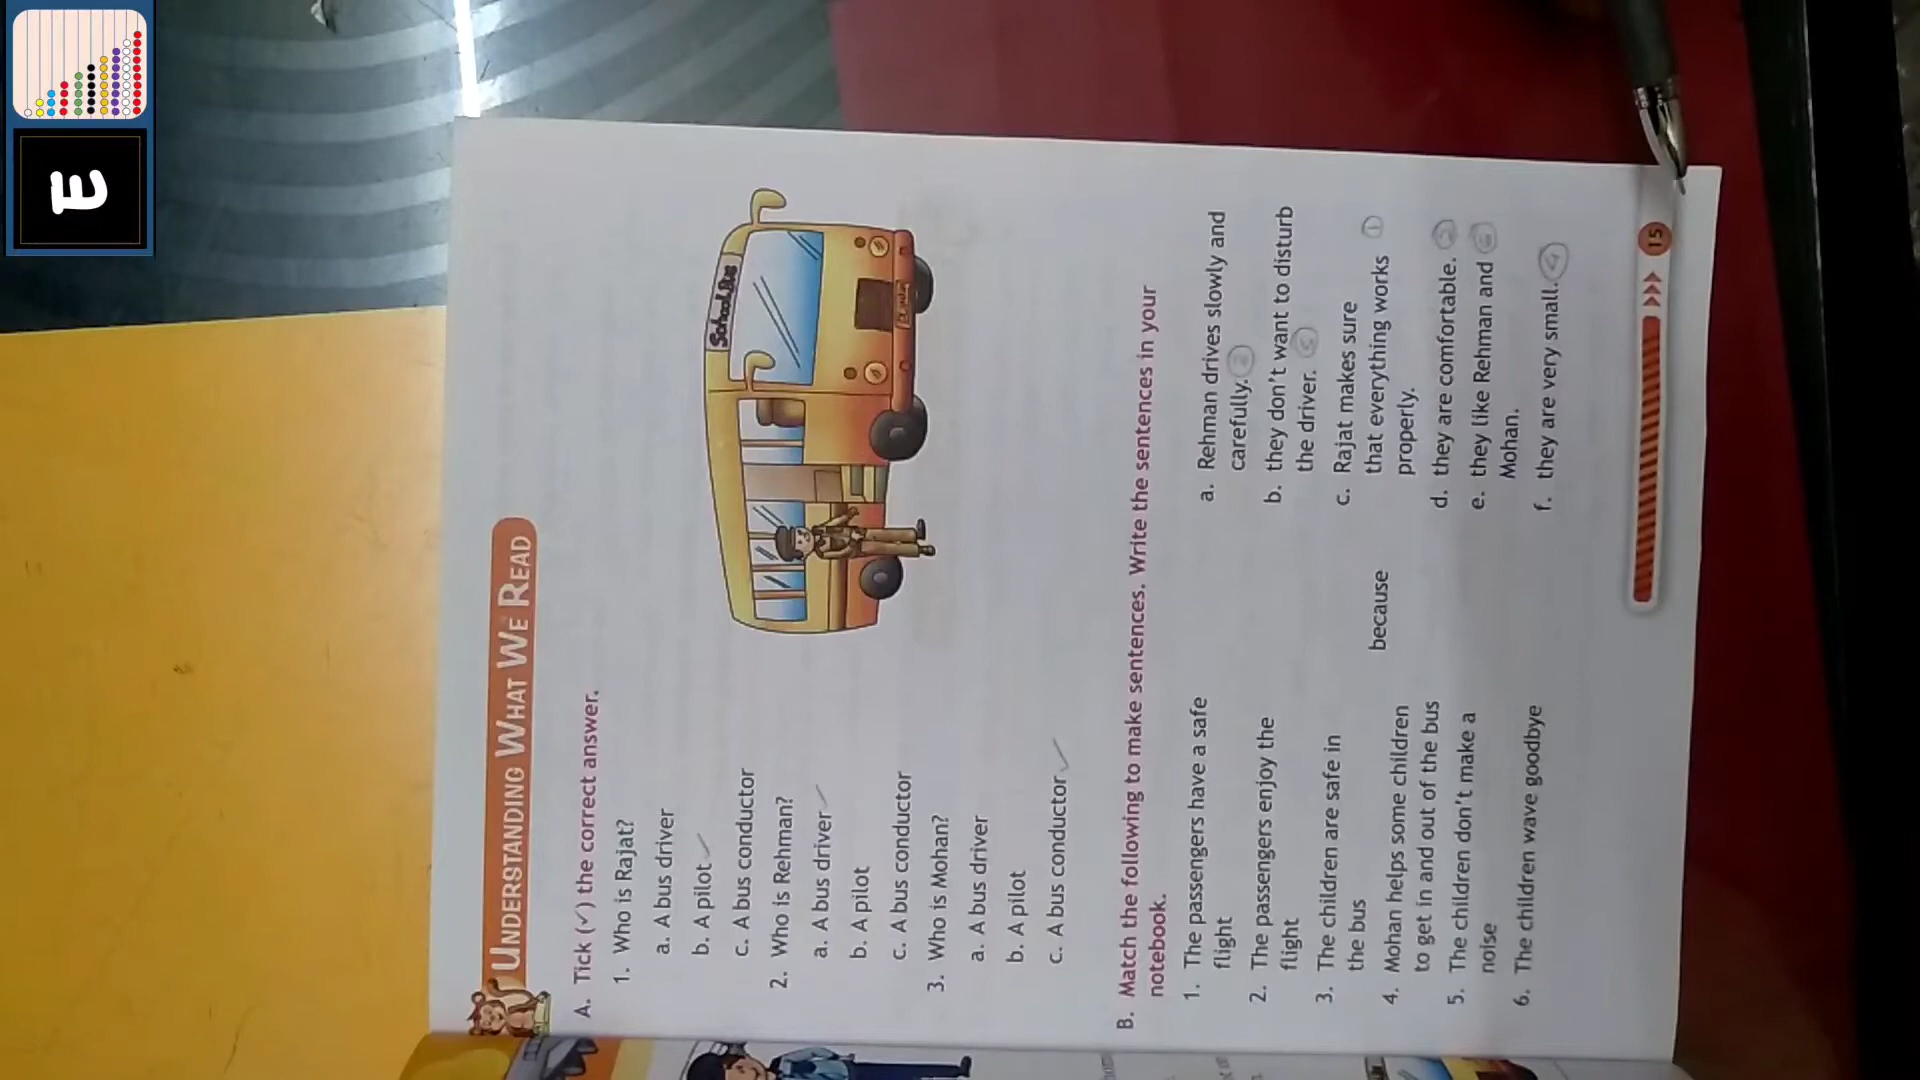 UNDERSTANDING WHAT WE READ
A. Tick (✓) the correct answer.
1. Who is Rajat?
a. A bus driver
b. A pilot ✓
c. A bus conductor
2. Who is Rehman?
a. A bus driver ✓
b. A pilot
c. A bus conductor
3. Who is Mohan?
a. A bus driver
b. A pilot
c. A bus conductor ✓
School Bus
B. Match the following to make sentences. Write the sentences in your
notebook.
1. The passengers have a safe
flight
2. The passengers enjoy the
flight
3. The children are safe in
the bus
4. Mohan helps some children
to get in and out of the bus
5. The children don't make a
noise
6. The children wave goodbye
because
a. Rehman drives slowly and
carefully.
b. they don't want to disturb
the driver. 5
c. Rajat makes sure
that everything works 1
properly.
d. they are comfortable. 2
e. they like Rehman and 6
Mohan.
f. they are very small. 4
15